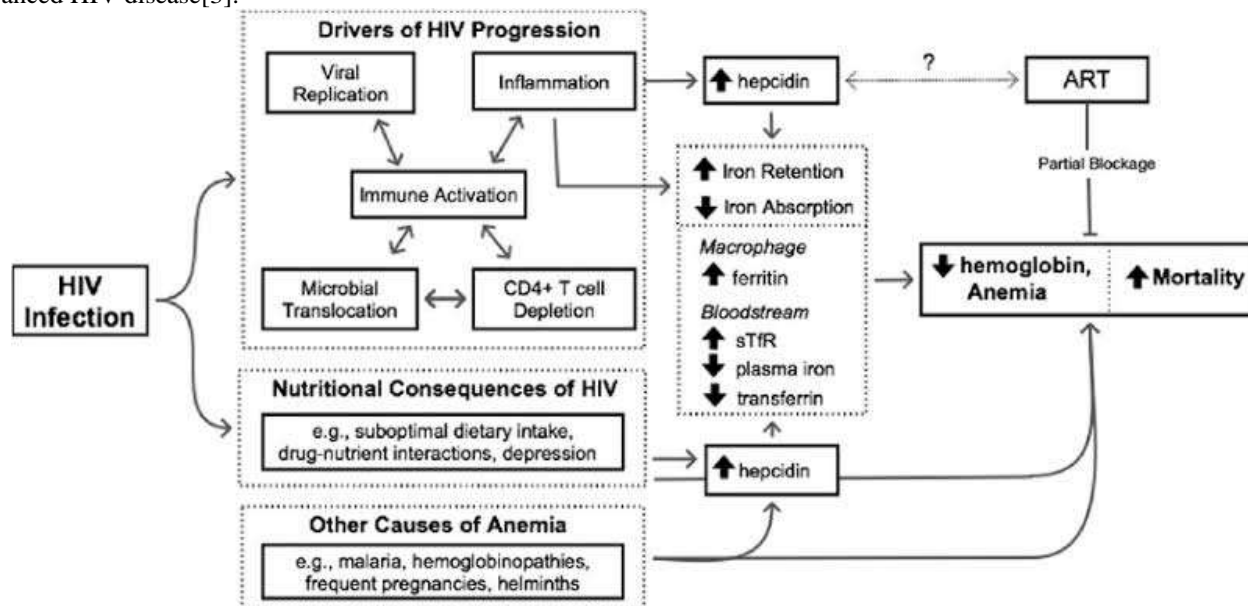 anced HIV disease[3].
Drivers of HIV Progression
Viral
Replication
Inflammation
Immune Activation
Microbial
Translocation
CD4+ T cell
Depletion
HIV
Infection
Nutritional Consequences of HIV
e.g., suboptimal dietary intake,
drug-nutrient interactions, depression
Other Causes of Anemia
e.g., malaria, hemoglobinopathies,
frequent pregnancies, helminths
hepcidin
?
ART
Partial Blockage
Iron Retention
Iron Absorption
Macrophage
ferritin
Bloodstream
sTfR
plasma iron
transferrin
hepcidin
hemoglobin,
Anemia
Mortality